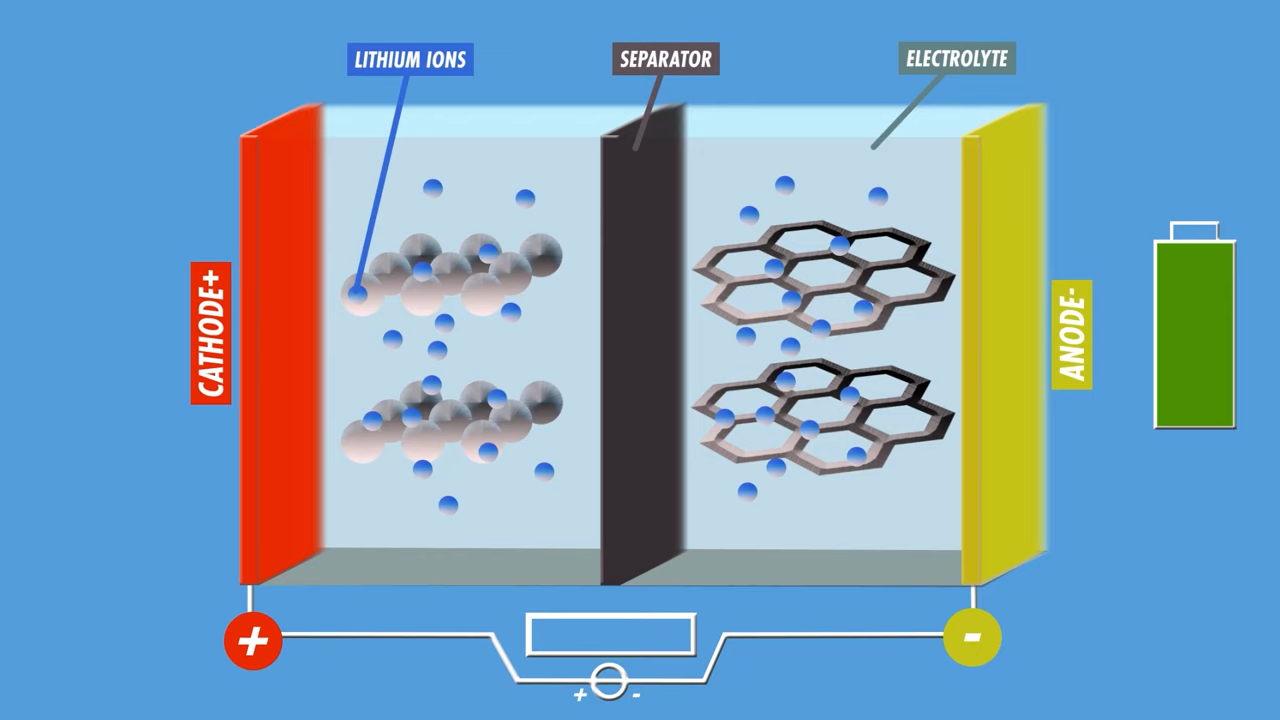 LITHIUM IONS
SEPARATOR
ELECTROLYTE
CATHODE+
ANODE-
+
-
+
-